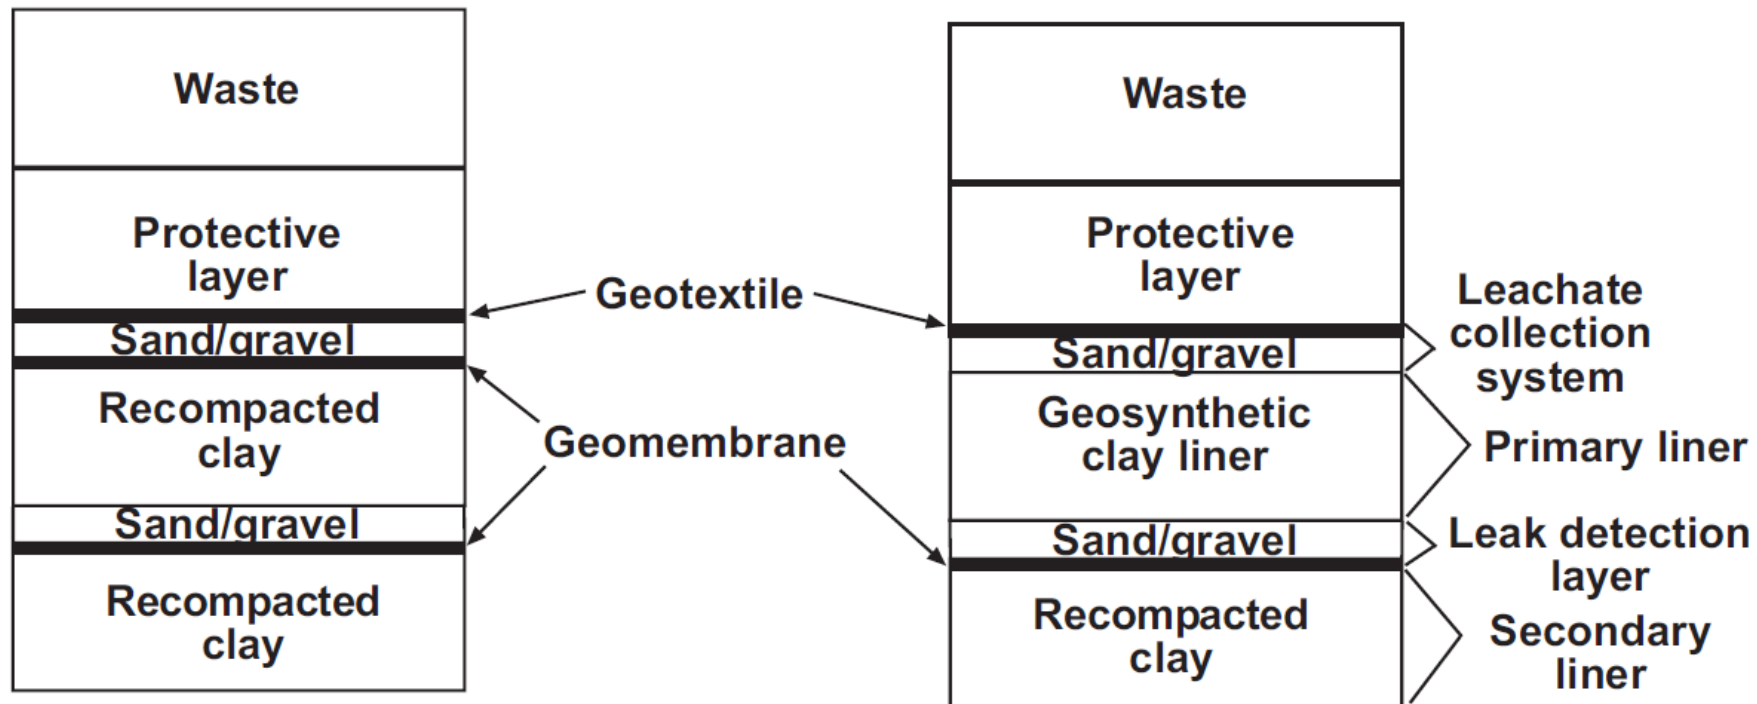 Waste
Protective
layer
Sand/gravel
Recompacted
clay
Sand/gravel
Recompacted
clay
Geotextile
Geomembrane
Waste
Protective
layer
Sand/gravel
Geosynthetic
clay liner
Sand/gravel
Recompacted
clay
Leachate
collection
system
Primary liner
Leak detection
layer
Secondary
liner